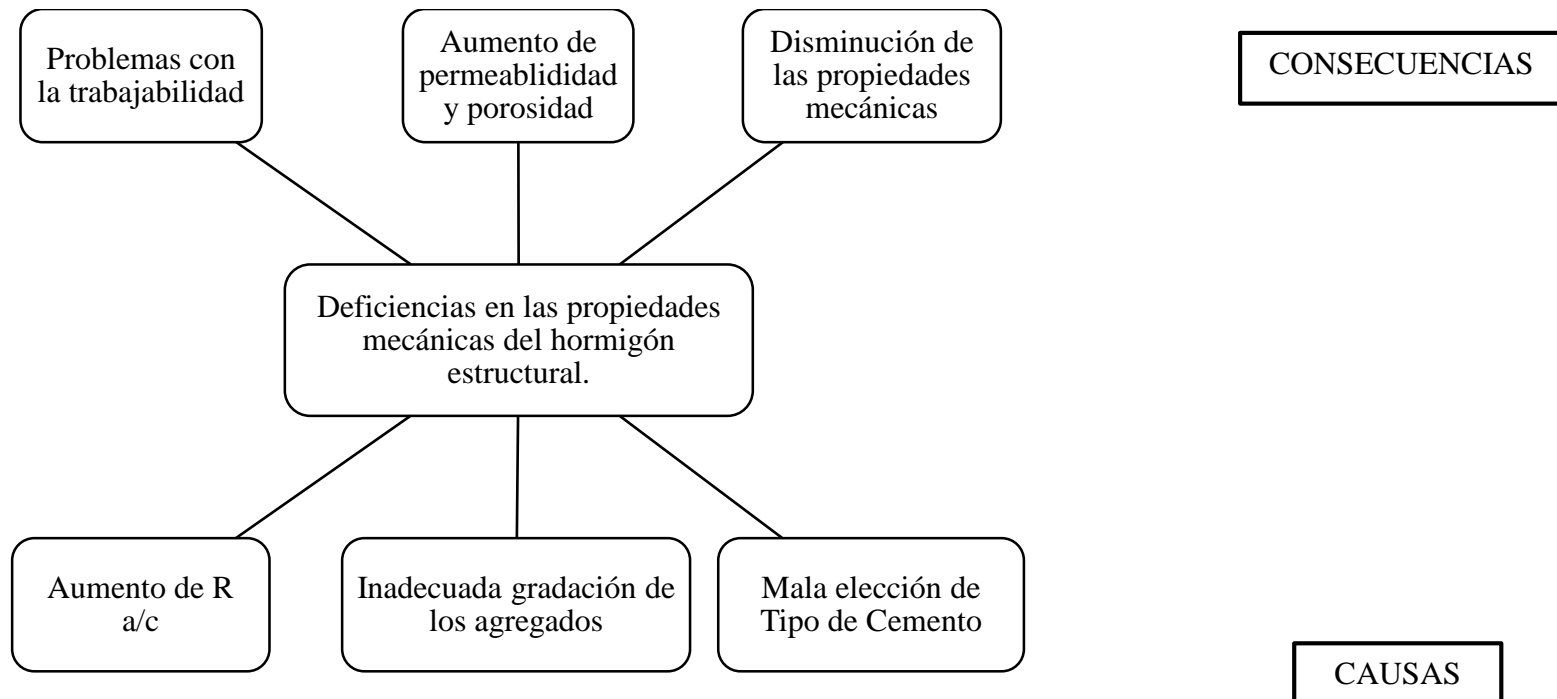 Problemas con
la trabajabilidad
Aumento de
permeablididad
y porosidad
Disminución de
las propiedades
mecánicas
CONSECUENCIAS
Deficiencias en las propiedades
mecánicas del hormigón
estructural.
Aumento de R
a/c
Inadecuada gradación de
los agregados
Mala elección de
Tipo de Cemento
CAUSAS